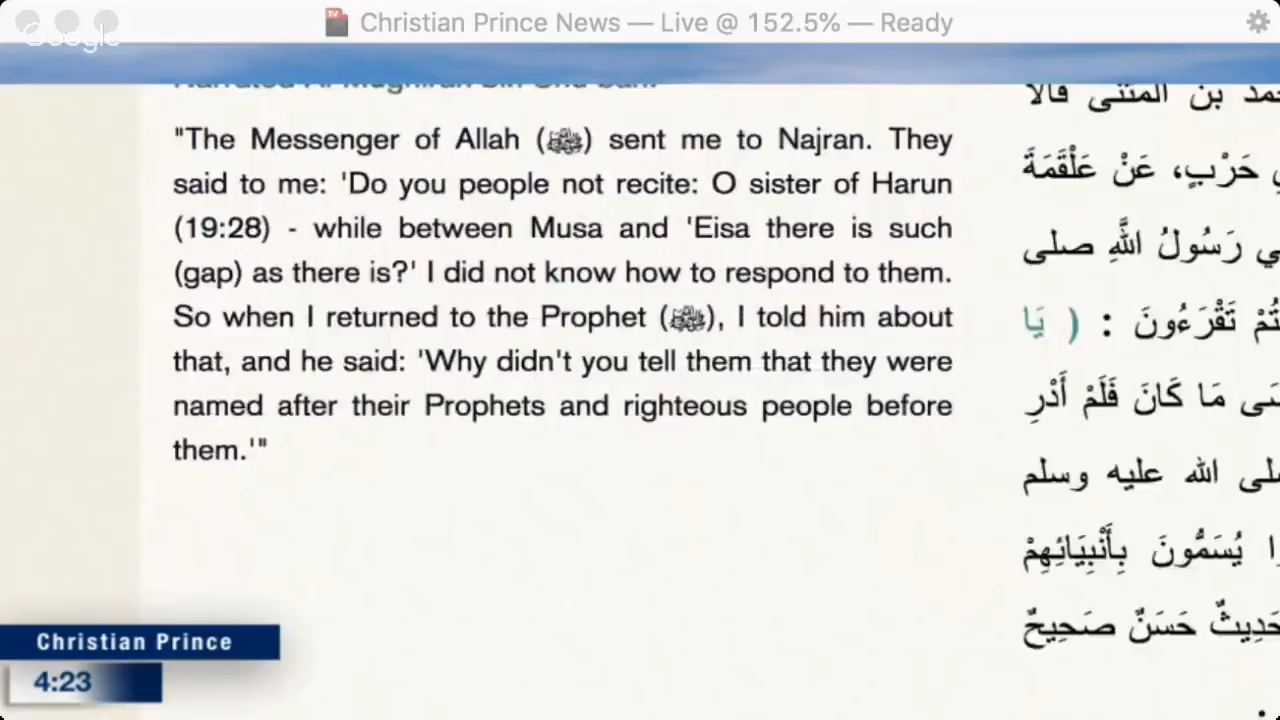 Christian Prince News — Live @ 152.5% — Ready
Google
"The Messenger of Allah (ﷺ) sent me to Najran. They
said to me: 'Do you people not recite: O sister of Harun
(19:28) - while between Musa and 'Eisa there is such
(gap) as there is?' I did not know how to respond to them.
So when I returned to the Prophet (ﷺ), I told him about
that, and he said: 'Why didn't you tell them that they were
named after their Prophets and righteous people before
them.'"
بن المثنى قالا
حَرْبٍ، عَنْ عَلْقَمَةَ
رَسُولُ اللَّهِ صلى
تَقْرَءُونَ : ( يَا
مَا كَانَ فَلَمْ أَدْرِ
الله عليه وسلم
يُسَمُّونَ بِأَنْبِيَائِهِمْ
حَسَنٌ صَحِيحٌ
Christian Prince
4:23